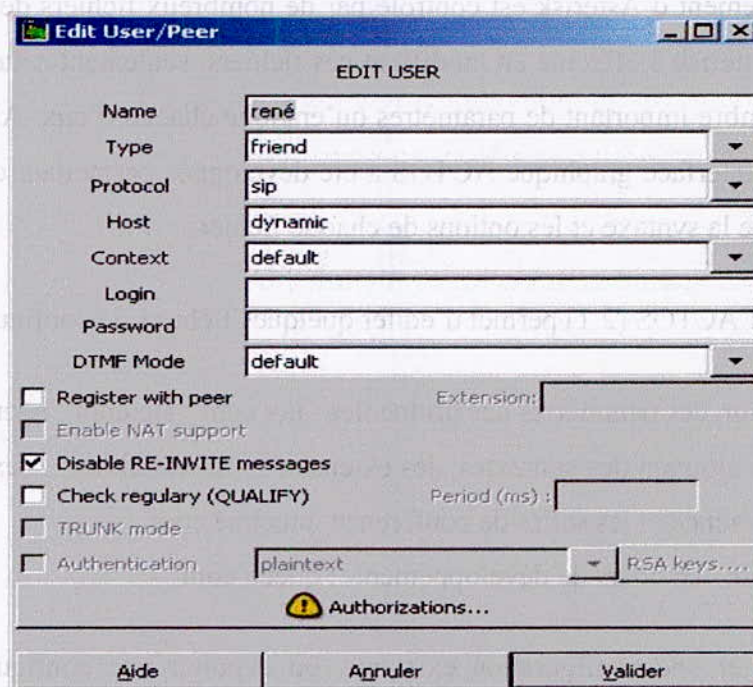 Edit User/Peer
EDIT USER
Name rené
Type friend
Protocol sip
Host dynamic
Context default
Login
Password
DTMF Mode default
Register with peer Extension:
Enable NAT support
Disable RE-INVITE messages
Check regulary (QUALIFY) Period (ms) :
TRUNK mode
Authentication plaintext RSA keys....
Authorizations...
Aide Annuler Valider